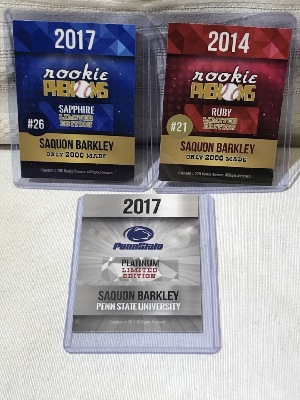 2017
rookie
PHENOMS
SAPPHIRE
LIMITED
EDITION
#26
SAQUON BARKLEY
ONLY 2000 MADE
2014
rookie
PHENOMS
RUBY
LIMITED
EDITION
#21
SAQUON BARKLEY
ONLY 2000 MADE
2017
PennState
PLATINUM
LIMITED
EDITION
SAQUON BARKLEY
PENN STATE UNIVERSITY